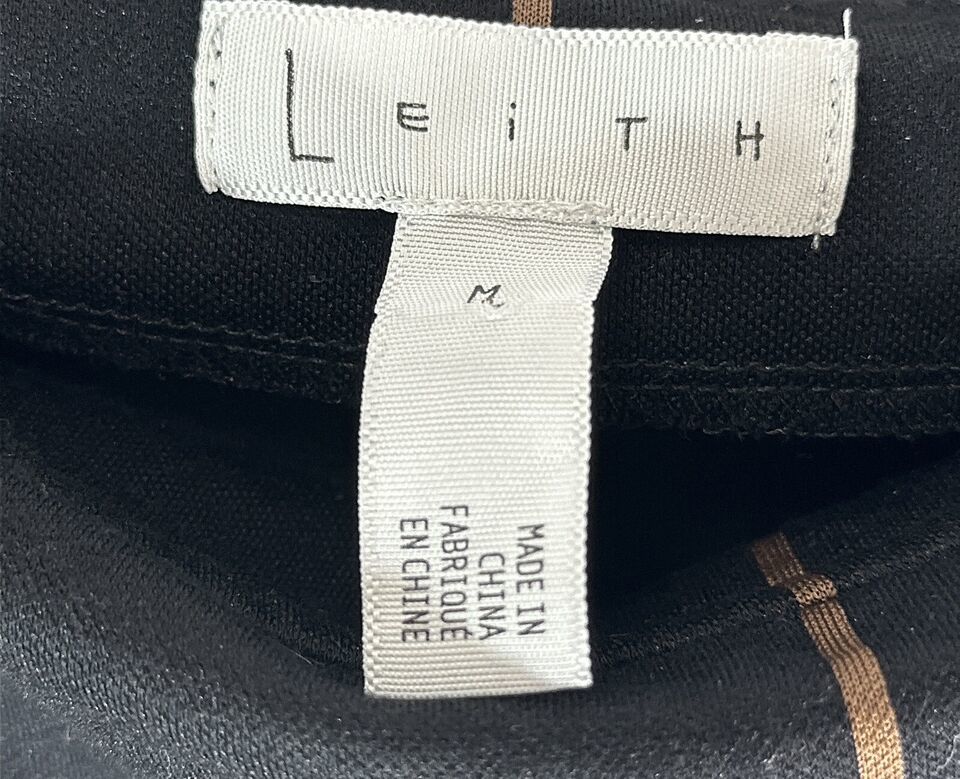 LEiTH
M
MADE IN
CHINA
FABRIQUÉ
EN CHINE